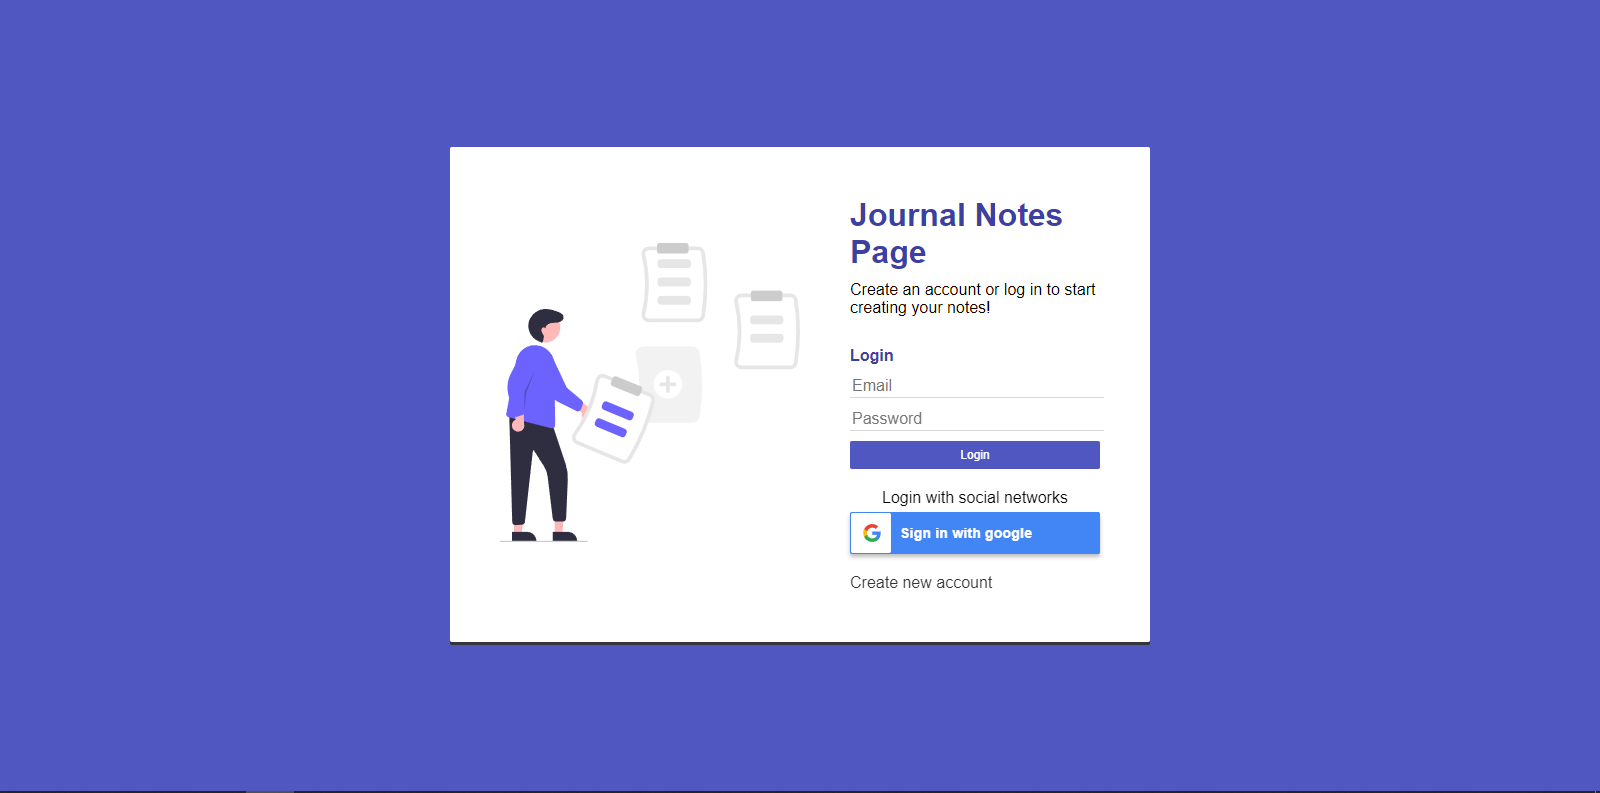 Journal Notes
Page
Create an account or log in to start
creating your notes!
Login
Email
Password
Login
Login with social networks
Sign in with google
Create new account